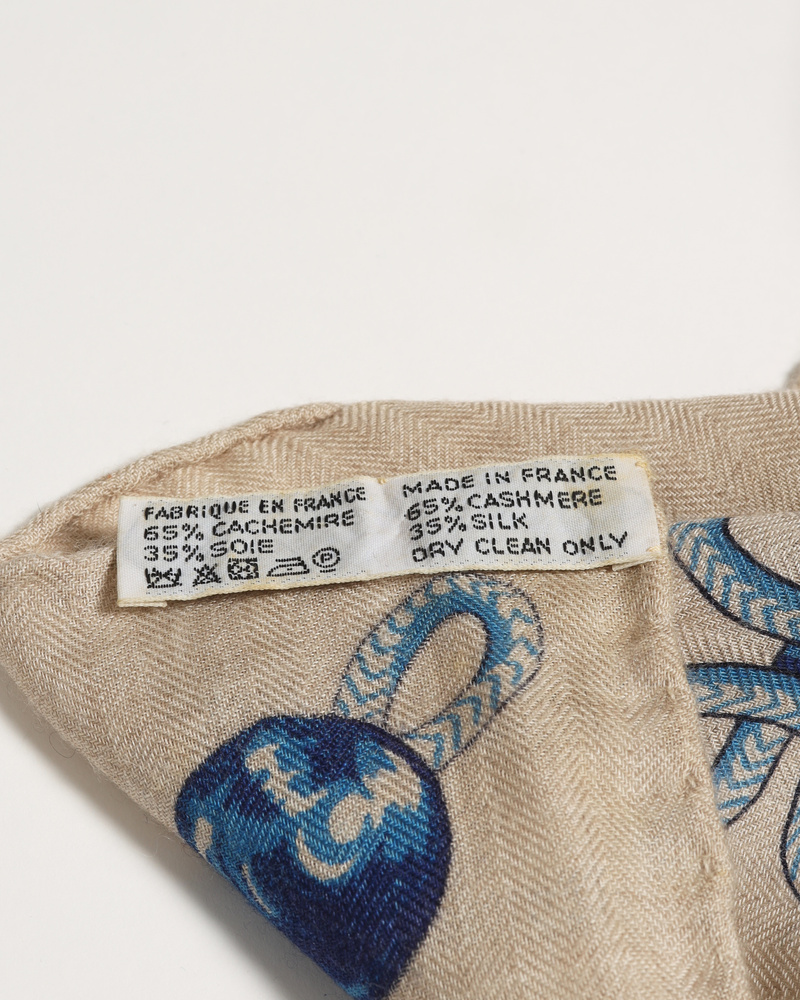 FABRIQUE EN FRANCE
65% CACHEMIRE
35% SOIE
P
MADE IN FRANCE
65% CASHMERE
35% SILK
DRY CLEAN ONLY